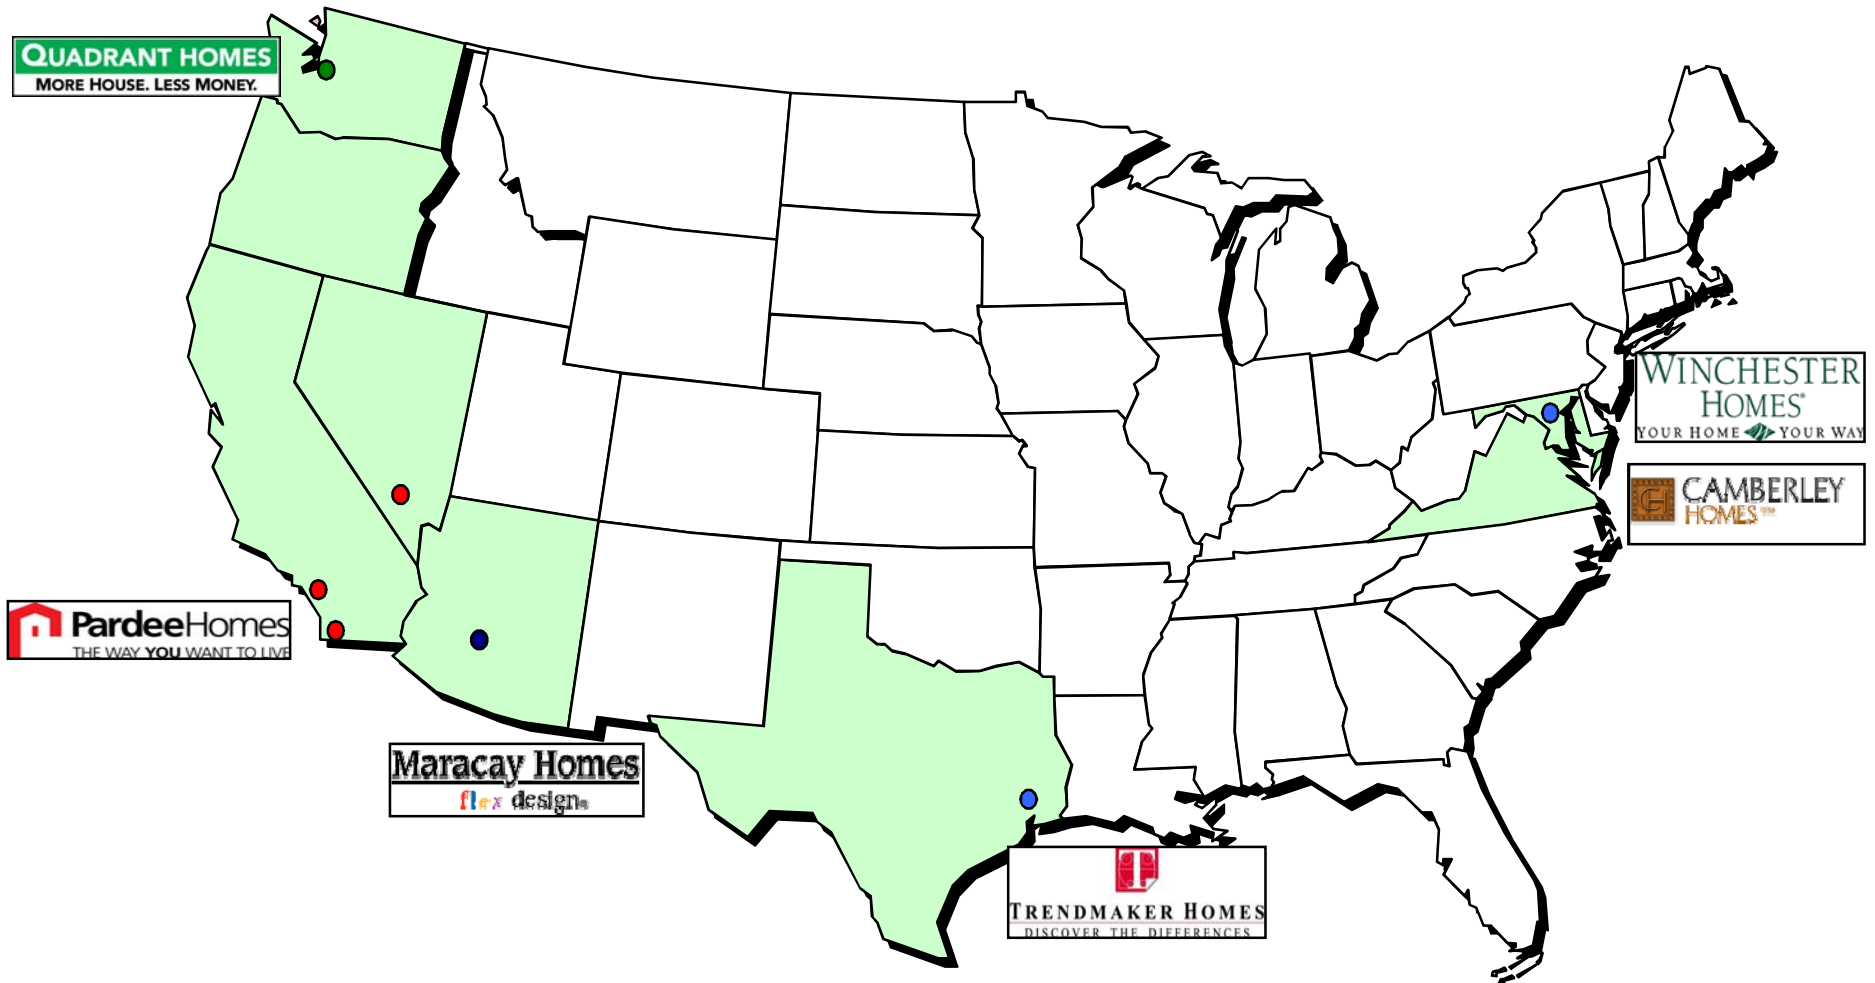 QUADRANT HOMES
MORE HOUSE. LESS MONEY.
WINCHESTER
HOMES®
YOUR HOME YOUR WAY
CAMBERLEY
HOMES™
PardeeHomes
THE WAY YOU WANT TO LIVE
Maracay Homes
flex design
T
TRENDMAKER HOMES
DISCOVER THE DIFFERENCES